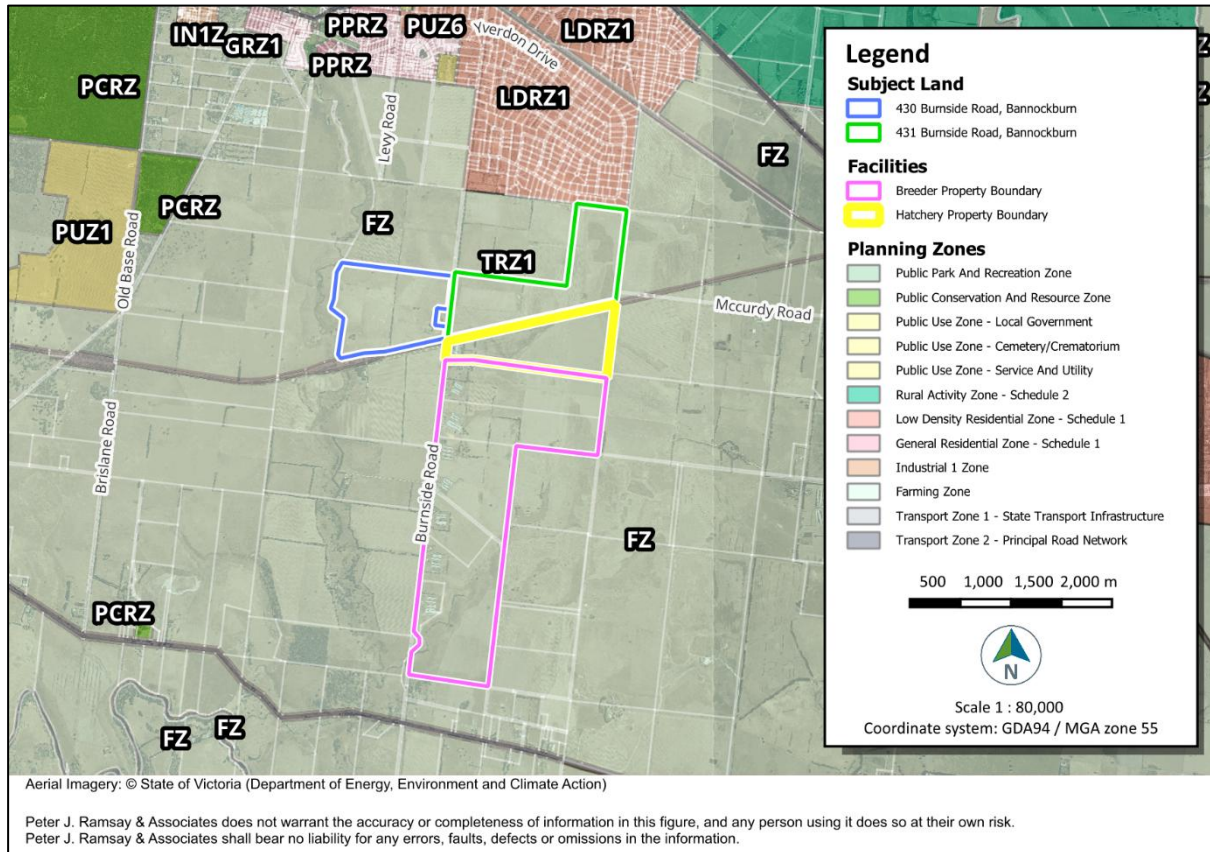 IN1Z
GRZ1
PPRZ
PPRZ
PUZ6
Yverdon Drive
LDRZ1
LDRZ1
PCRZ
Levy Road
FZ
PCRZ
PUZ1
Old Base Road
FZ
TRZ1
Mccurdy Road
Brislane Road
Burnside Road
FZ
PCRZ
FZ
FZ
Legend
Subject Land
430 Burnside Road, Bannockburn
431 Burnside Road, Bannockburn
Facilities
Breeder Property Boundary
Hatchery Property Boundary
Planning Zones
Public Park And Recreation Zone
Public Conservation And Resource Zone
Public Use Zone - Local Government
Public Use Zone - Cemetery/Crematorium
Public Use Zone - Service And Utility
Rural Activity Zone - Schedule 2
Low Density Residential Zone - Schedule 1
General Residential Zone - Schedule 1
Industrial 1 Zone
Farming Zone
Transport Zone 1 - State Transport Infrastructure
Transport Zone 2 - Principal Road Network
500 1,000 1,500 2,000 m
N
Scale 1 : 80,000
Coordinate system: GDA94 / MGA zone 55
Aerial Imagery: © State of Victoria (Department of Energy, Environment and Climate Action)
Peter J. Ramsay & Associates does not warrant the accuracy or completeness of information in this figure, and any person using it does so at their own risk.
Peter J. Ramsay & Associates shall bear no liability for any errors, faults, defects or omissions in the information.